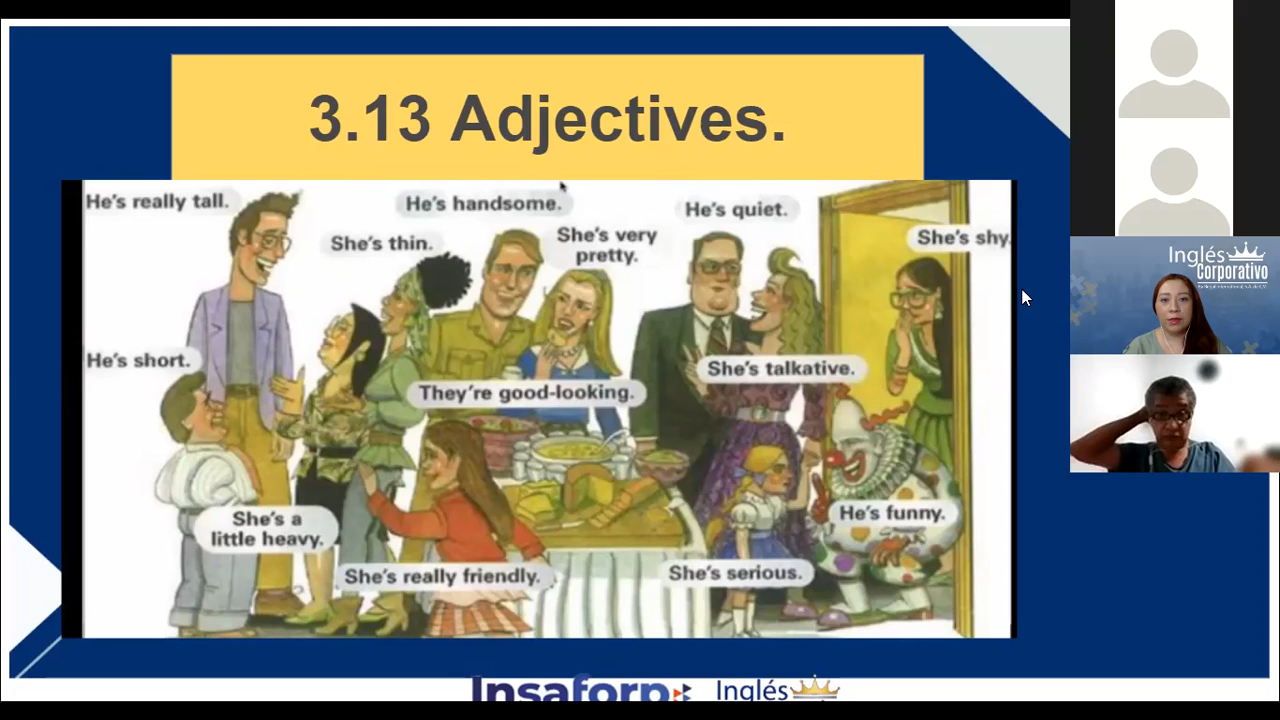 3.13 Adjectives.
He's really tall.
He's handsome.
He's quiet.
She's thin.
She's very
pretty.
She's shy.
He's short.
They're good-looking.
She's talkative.
She's a
little heavy.
He's funny.
She's really friendly.
She's serious.
Insaforp
Inglés
Inglés
Corporativo